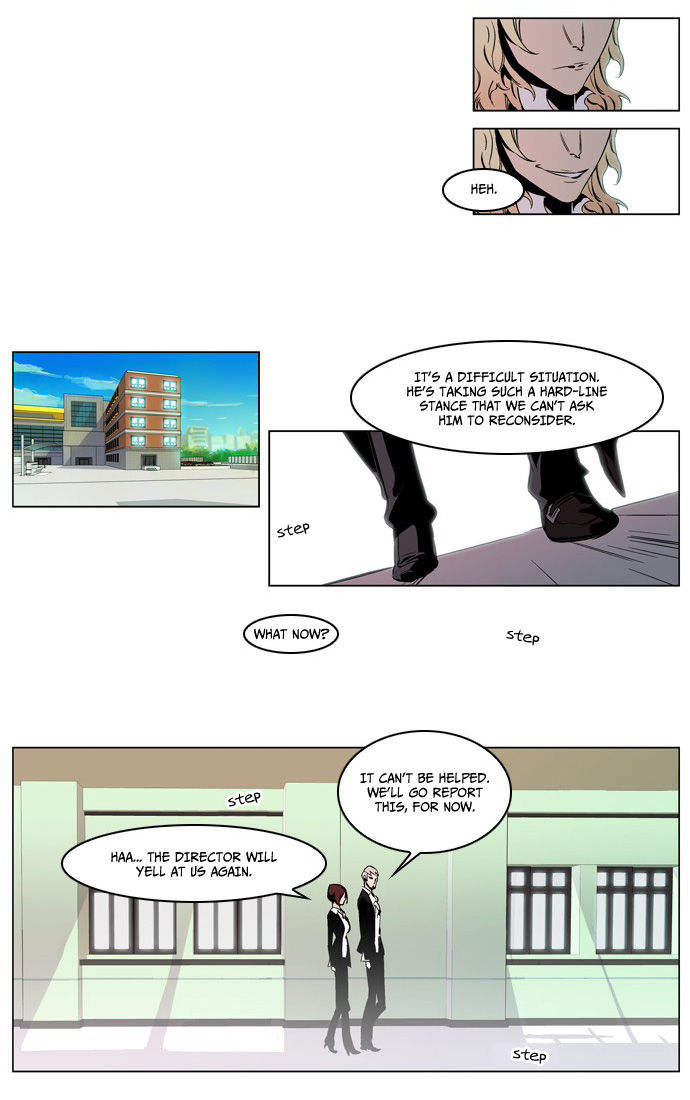 HEH.
IT'S A DIFFICULT SITUATION.
HE'S TAKING SUCH A HARD-LINE
STANCE THAT WE CAN'T ASK
HIM TO RECONSIDER.
step
WHAT NOW?
step
IT CAN'T BE HELPED.
WE'LL GO REPORT
THIS, FOR NOW.
step
HAA... THE DIRECTOR WILL
YELL AT US AGAIN.
step